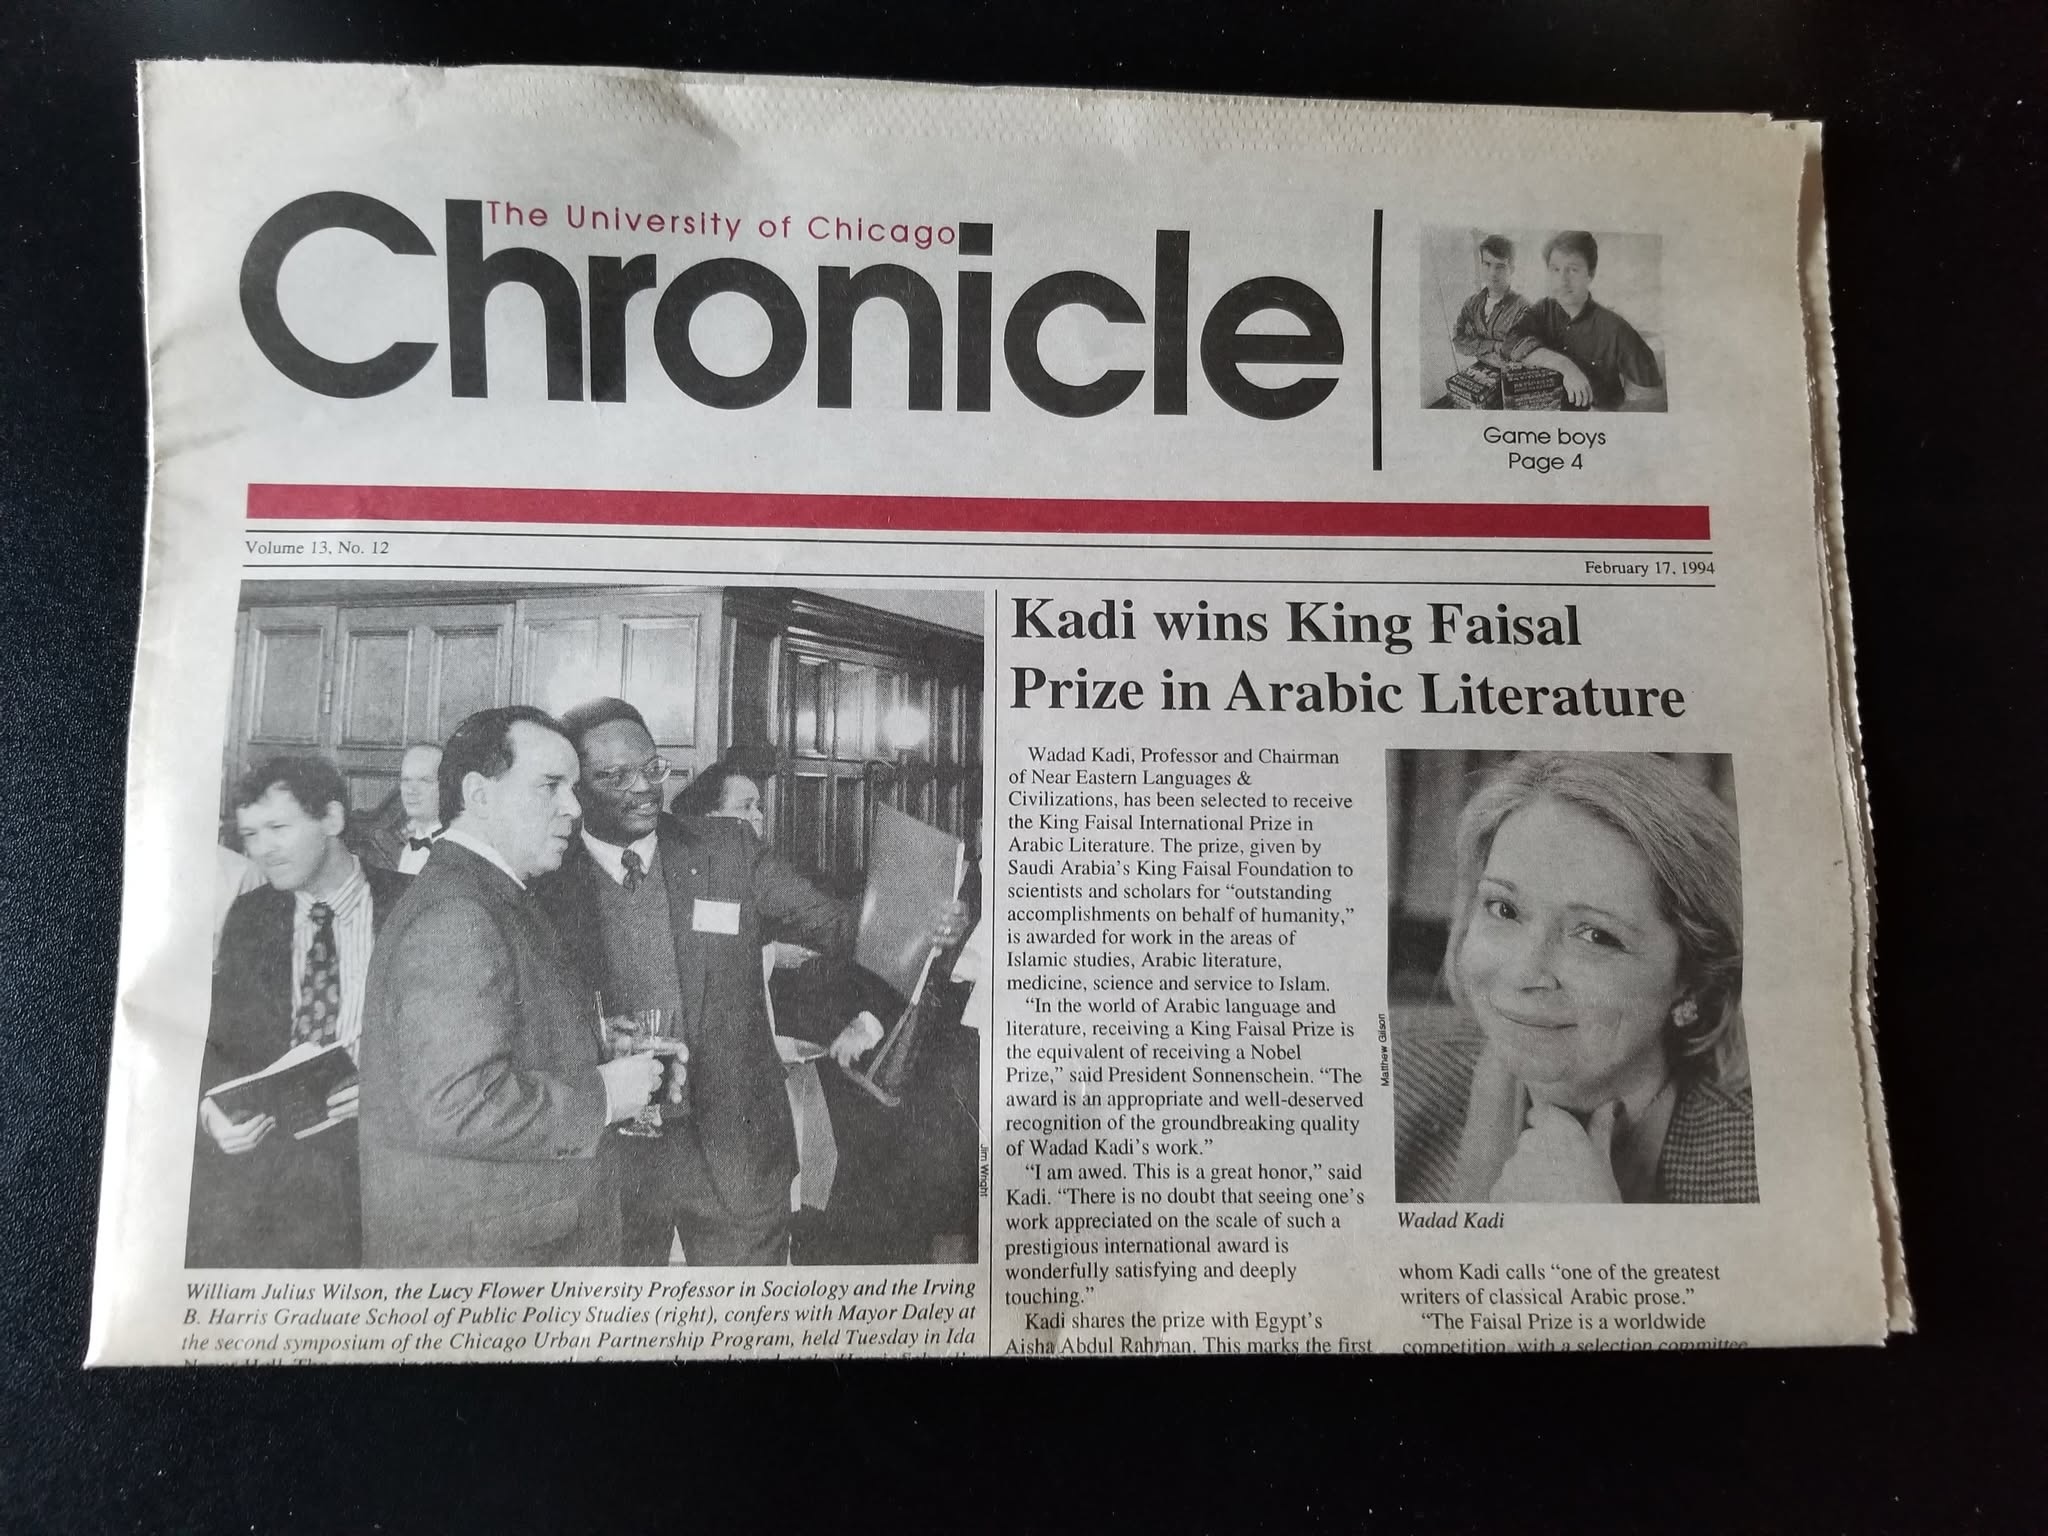 The University of Chicago
Chronicle
Game boys
Page 4
Volume 13, No. 12
February 17, 1994
Jim Wright
William Julius Wilson, the Lucy Flower University Professor in Sociology and the Irving
B. Harris Graduate School of Public Policy Studies (right), confers with Mayor Daley at
the second symposium of the Chicago Urban Partnership Program, held Tuesday in Ida
Kadi wins King Faisal
Prize in Arabic Literature
Wadad Kadi, Professor and Chairman
of Near Eastern Languages &
Civilizations, has been selected to receive
the King Faisal International Prize in
Arabic Literature. The prize, given by
Saudi Arabia’s King Faisal Foundation to
scientists and scholars for “outstanding
accomplishments on behalf of humanity,”
is awarded for work in the areas of
Islamic studies, Arabic literature,
medicine, science and service to Islam.
“In the world of Arabic language and
literature, receiving a King Faisal Prize is
the equivalent of receiving a Nobel
Prize,” said President Sonnenschein. “The
award is an appropriate and well-deserved
recognition of the groundbreaking quality
of Wadad Kadi’s work.”
“I am awed. This is a great honor,” said
Kadi. “There is no doubt that seeing one’s
work appreciated on the scale of such a
prestigious international award is
wonderfully satisfying and deeply
touching.”
Kadi shares the prize with Egypt’s
Aisha Abdul Rahman. This marks the first
Matthew Gilson
Wadad Kadi
whom Kadi calls “one of the greatest
writers of classical Arabic prose.”
“The Faisal Prize is a worldwide
competition, with a selection committee